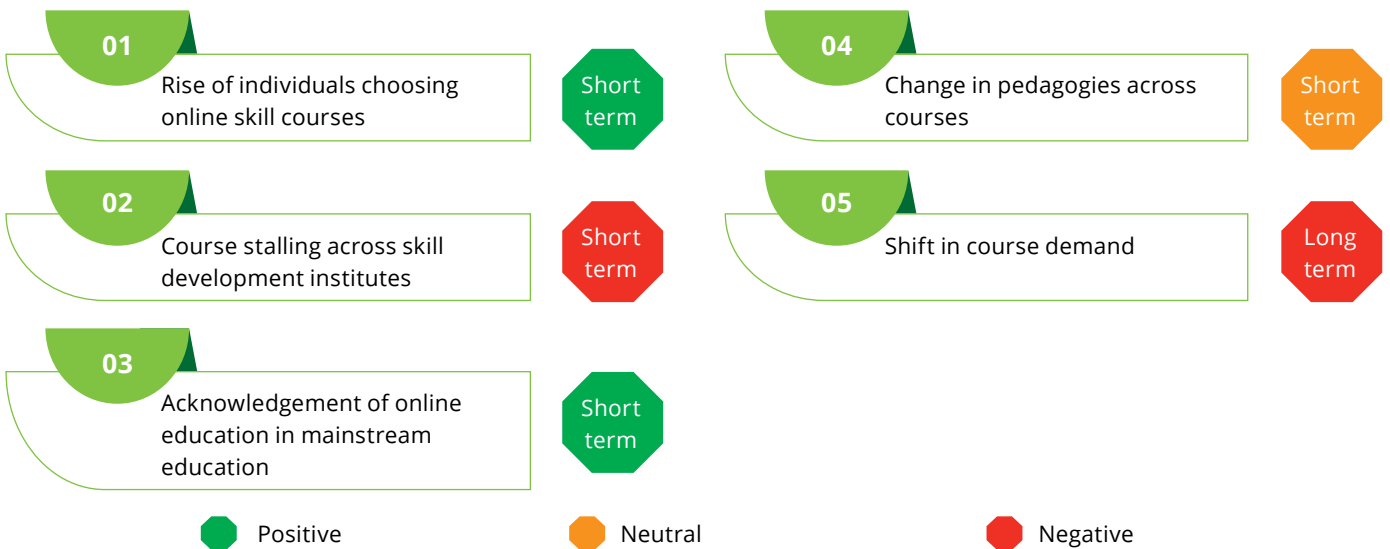 01
Rise of individuals choosing
online skill courses
Short
term
02
Course stalling across skill
development institutes
Short
term
03
Acknowledgement of online
education in mainstream
education
Short
term
04
Change in pedagogies across
courses
Short
term
05
Shift in course demand
Long
term
Positive
Neutral
Negative